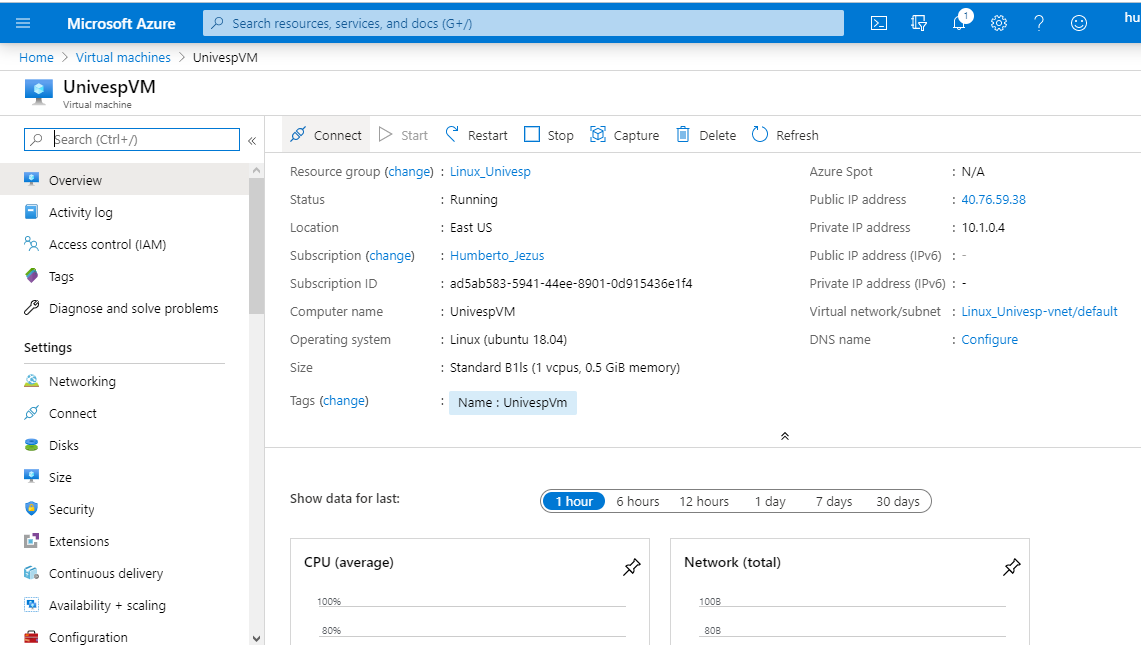 Microsoft Azure
Search resources, services, and docs (G+/)
1
hu
Home > Virtual machines > UnivespVM
UnivespVM
Virtual machine
Search (Ctrl+/)
«
Overview
Activity log
Access control (IAM)
Tags
Diagnose and solve problems
Settings
Networking
Connect
Disks
Size
Security
Extensions
Continuous delivery
Availability + scaling
Configuration
Connect Start Restart Stop Capture Delete Refresh
Resource group (change) : Linux_Univesp
Status : Running
Location : East US
Subscription (change) : Humberto_Jezus
Subscription ID : ad5ab583-5941-44ee-8901-0d915436e1f4
Computer name : UnivespVM
Operating system : Linux (ubuntu 18.04)
Size : Standard B1ls (1 vcpus, 0.5 GiB memory)
Tags (change) : Name : UnivespVm
Azure Spot : N/A
Public IP address : 40.76.59.38
Private IP address : 10.1.0.4
Public IP address (IPv6) : -
Private IP address (IPv6) : -
Virtual network/subnet : Linux_Univesp-vnet/default
DNS name : Configure
Show data for last:
1 hour 6 hours 12 hours 1 day 7 days 30 days
CPU (average)
100%
80%
Network (total)
100B
80B